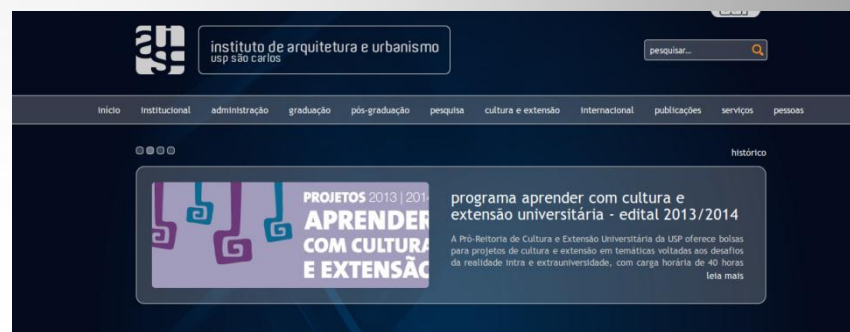 instituto de arquitetura e urbanismo
usp são carlos
pesquisar...
início institucional administração graduação pós-graduação pesquisa cultura e extensão internacional publicações serviços pessoas
histórico
PROJETOS 2013 | 201
APRENDER
COM CULTURA
E EXTENSÃO
programa aprender com cultura e
extensão universitária - edital 2013/2014
A Pró-Reitoria de Cultura e Extensão Universitária da USP oferece bolsas
para projetos de cultura e extensão em temáticas voltadas aos desafios
da realidade intra e extrauniversidade, com carga horária de 40 horas
leia mais